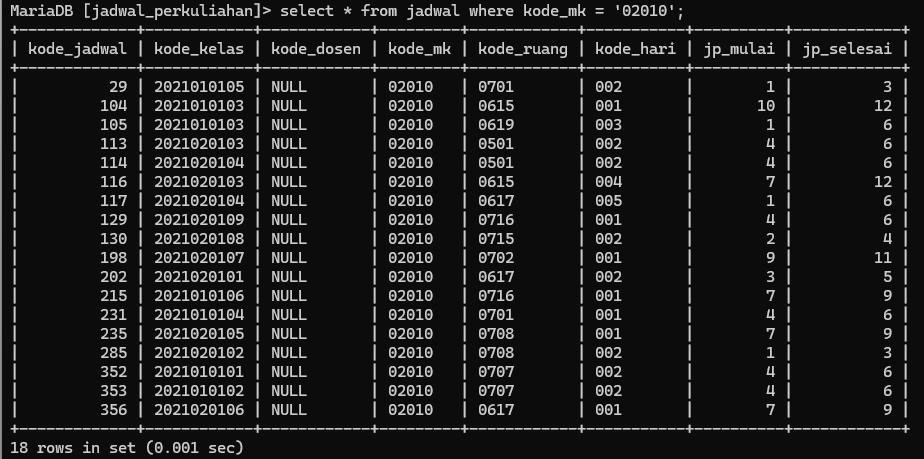 MariaDB [jadwal_perkuliahan]> select * from jadwal where kode_mk = '02010';
+-------------+------------+------------+---------+------------+-----------+----------+------------+
| kode_jadwal | kode_kelas | kode_dosen | kode_mk | kode_ruang | kode_hari | jp_mulai | jp_selesai |
+-------------+------------+------------+---------+------------+-----------+----------+------------+
| 29 | 2021010105 | NULL | 02010 | 0701 | 002 | 1 | 3 |
| 104 | 2021010103 | NULL | 02010 | 0615 | 001 | 10 | 12 |
| 105 | 2021010103 | NULL | 02010 | 0619 | 003 | 1 | 6 |
| 113 | 2021020103 | NULL | 02010 | 0501 | 002 | 4 | 6 |
| 114 | 2021020104 | NULL | 02010 | 0501 | 002 | 4 | 6 |
| 116 | 2021020103 | NULL | 02010 | 0615 | 004 | 7 | 12 |
| 117 | 2021020104 | NULL | 02010 | 0617 | 005 | 1 | 6 |
| 129 | 2021020109 | NULL | 02010 | 0716 | 001 | 4 | 6 |
| 130 | 2021020108 | NULL | 02010 | 0715 | 002 | 2 | 4 |
| 198 | 2021020107 | NULL | 02010 | 0702 | 001 | 9 | 11 |
| 202 | 2021020101 | NULL | 02010 | 0617 | 002 | 3 | 5 |
| 215 | 2021010106 | NULL | 02010 | 0716 | 001 | 7 | 9 |
| 231 | 2021010104 | NULL | 02010 | 0701 | 001 | 4 | 6 |
| 235 | 2021020105 | NULL | 02010 | 0708 | 001 | 7 | 9 |
| 285 | 2021020102 | NULL | 02010 | 0708 | 002 | 1 | 3 |
| 352 | 2021010101 | NULL | 02010 | 0707 | 002 | 4 | 6 |
| 353 | 2021010102 | NULL | 02010 | 0707 | 002 | 4 | 6 |
| 356 | 2021020106 | NULL | 02010 | 0617 | 001 | 7 | 9 |
+-------------+------------+------------+---------+------------+-----------+----------+------------+
18 rows in set (0.001 sec)